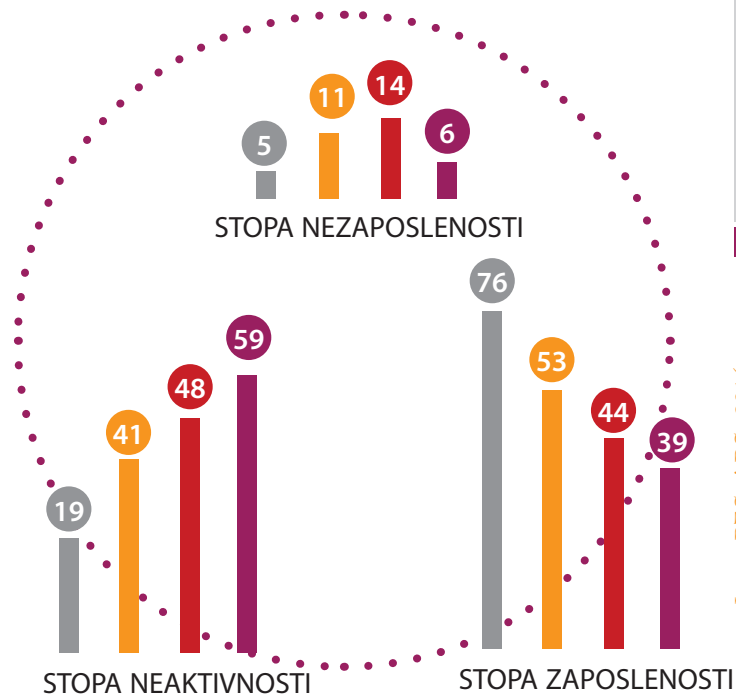 5 11 14 6
STOPA NEZAPOSLENOSTI
19 41 48 59
STOPA NEAKTIVNOSTI
76 53 44 39
STOPA ZAPOSLENOSTI